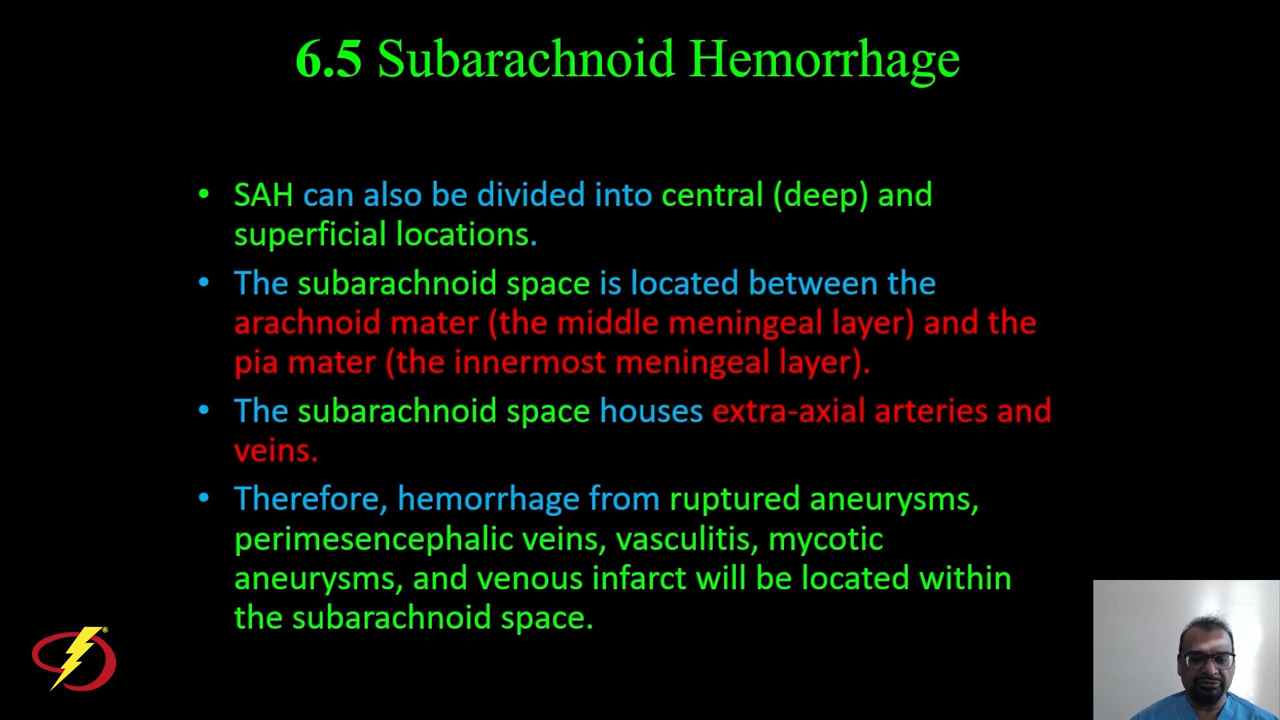 6.5 Subarachnoid Hemorrhage
• SAH can also be divided into central (deep) and
superficial locations.
• The subarachnoid space is located between the
arachnoid mater (the middle meningeal layer) and the
pia mater (the innermost meningeal layer).
• The subarachnoid space houses extra-axial arteries and
veins.
• Therefore, hemorrhage from ruptured aneurysms,
perimesencephalic veins, vasculitis, mycotic
aneurysms, and venous infarct will be located within
the subarachnoid space.
®